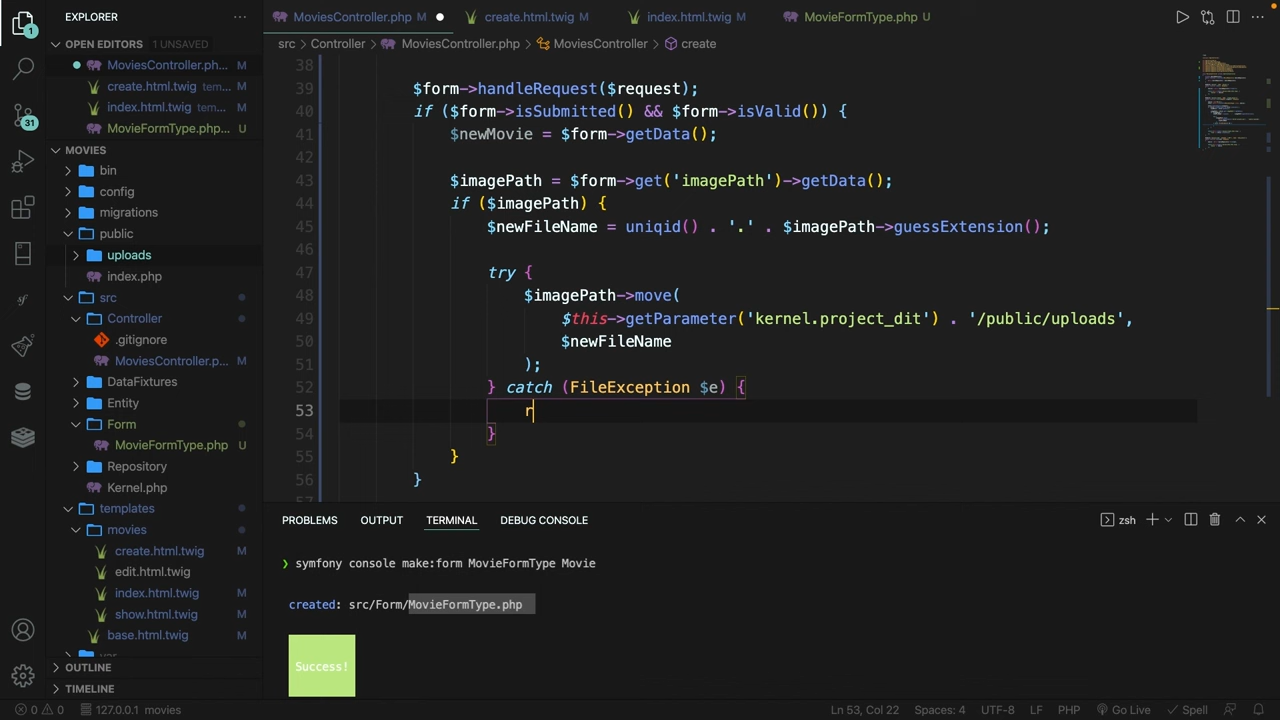 EXPLORER
MoviesController.php M
create.html.twig M
index.html.twig M
MovieFormType.php U
OPEN EDITORS 1 UNSAVED
src > Controller > MoviesController.php > MoviesController > create
MoviesController.ph... M
create.html.twig tem... M
index.html.twig tem... M
MovieFormType.php... U
MOVIES
bin
config
migrations
public
uploads
index.php
src
Controller
.gitignore
MoviesController.p... M
DataFixtures
Entity
Form
MovieFormType.php U
Repository
Kernel.php
templates
movies
create.html.twig M
edit.html.twig
index.html.twig M
show.html.twig M
base.html.twig M
OUTLINE
TIMELINE
1
31
38
39 $form->handleRequest($request);
40 if ($form->isSubmitted() && $form->isValid()) {
41 $newMovie = $form->getData();
42
43 $imagePath = $form->get('imagePath')->getData();
44 if ($imagePath) {
45 $newFileName = uniqid() . '.' . $imagePath->guessExtension();
46
47 try {
48 $imagePath->move(
49 $this->getParameter('kernel.project_dit') . '/public/uploads',
50 $newFileName
51 );
52 } catch (FileException $e) {
53 r
54 }
55 }
56 }
PROBLEMS OUTPUT TERMINAL DEBUG CONSOLE
zsh
❯ symfony console make:form MovieFormType Movie
created: src/Form/MovieFormType.php
Success!
0 0 127.0.0.1 movies
Ln 53, Col 22 Spaces: 4 UTF-8 LF PHP Go Live Spell